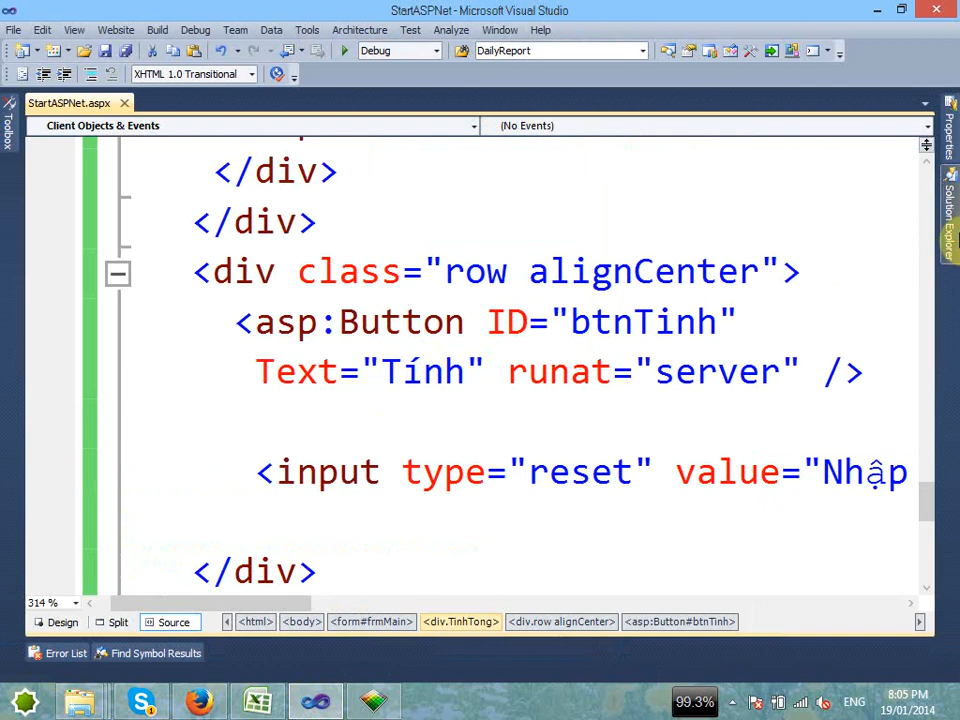 StartASPNet - Microsoft Visual Studio
File Edit View Website Build Debug Team Data Tools Architecture Test Analyze Window Help
Debug DailyReport
XHTML 1.0 Transitional
StartASPNet.aspx
Client Objects & Events (No Events)
</div>
</div>
<div class="row alignCenter">
<asp:Button ID="btnTinh"
Text="Tính" runat="server" />
<input type="reset" value="Nhập
</div>
Toolbox
Properties
Solution Explorer
314 %
Design Split Source <html> <body> <form#frmMain> <div.TinhTong> <div.row alignCenter> <asp:Button#btnTinh>
Error List Find Symbol Results
99.3% ENG 8:05 PM
19/01/2014